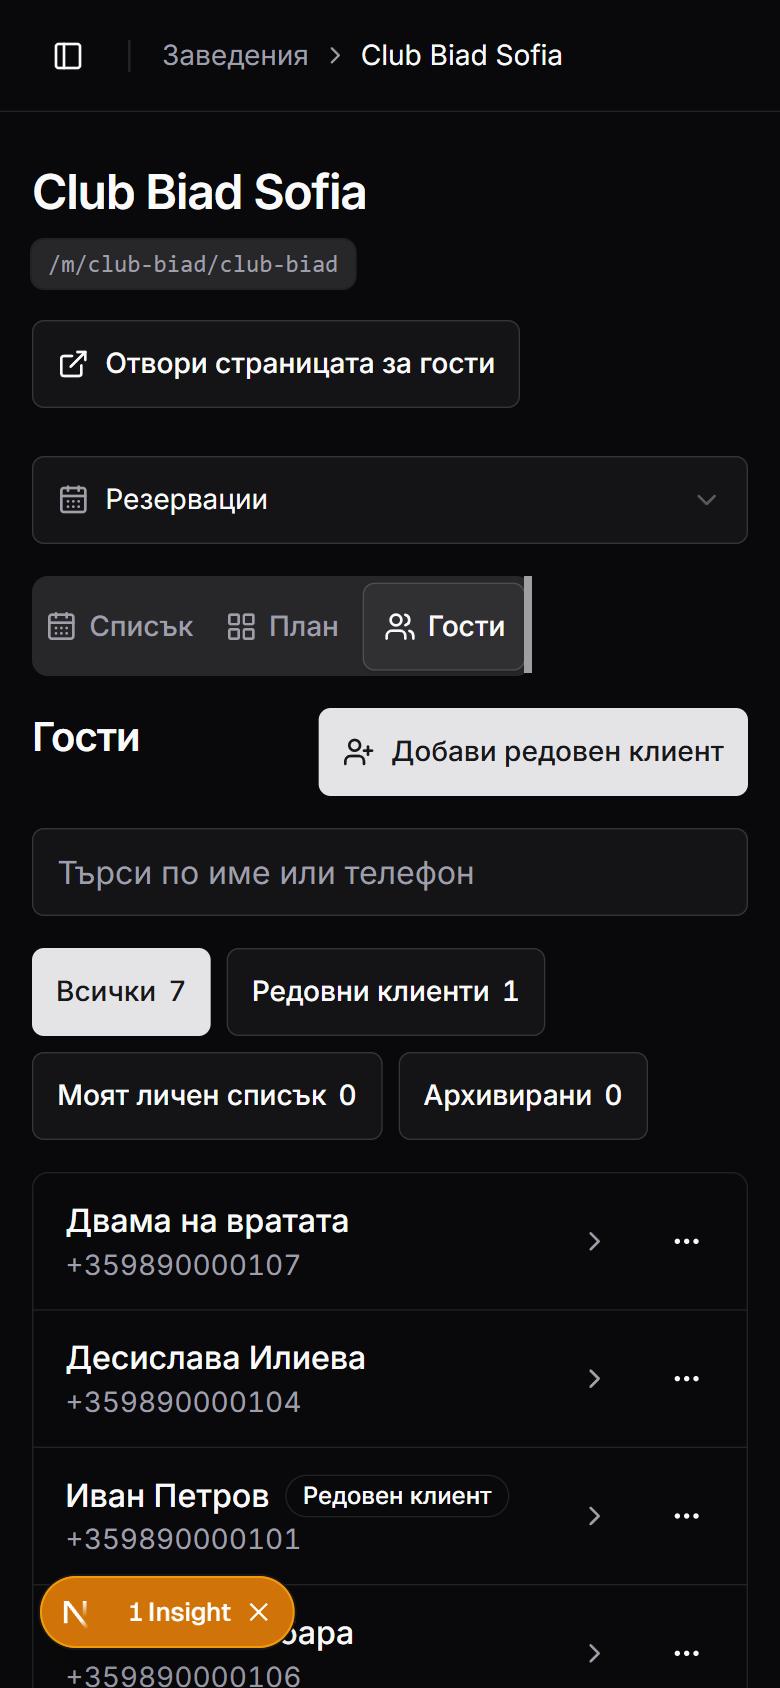 Заведения > Club Biad Sofia
Club Biad Sofia
/m/club-biad/club-biad
Отвори страницата за гости
Резервации
Списък План Гости
Гости
Добави редовен клиент
Търси по име или телефон
Всички 7 Редовни клиенти 1
Моят личен списък 0 Архивирани 0
Двама на вратата
+359890000107
Десислава Илиева
+359890000104
Иван Петров Редовен клиент
+359890000101
1 Insight
+359890000106